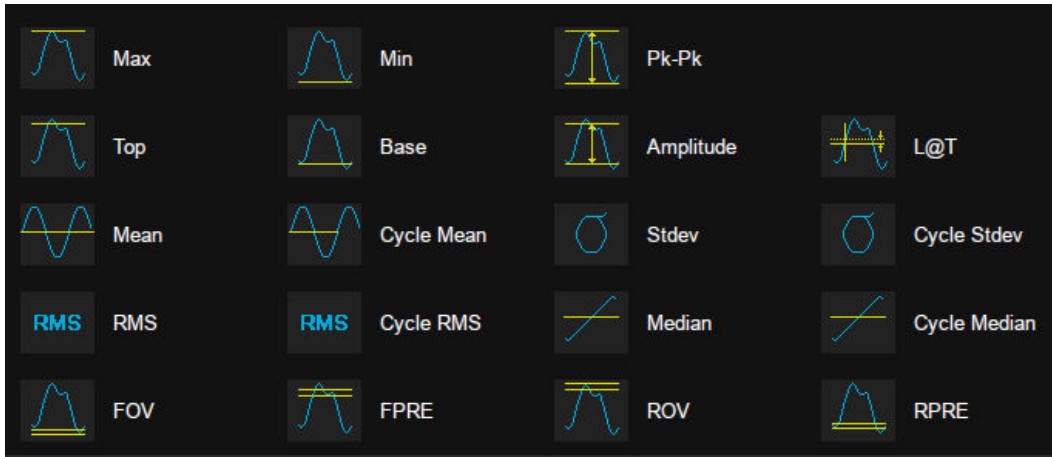 Max Min Pk-Pk
Top Base Amplitude L@T
Mean Cycle Mean Stdev Cycle Stdev
RMS RMS RMS Cycle RMS Median Cycle Median
FOV FPRE ROV RPRE